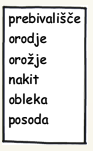 prebivališče
orodje
orožje
nakit
obleka
posoda